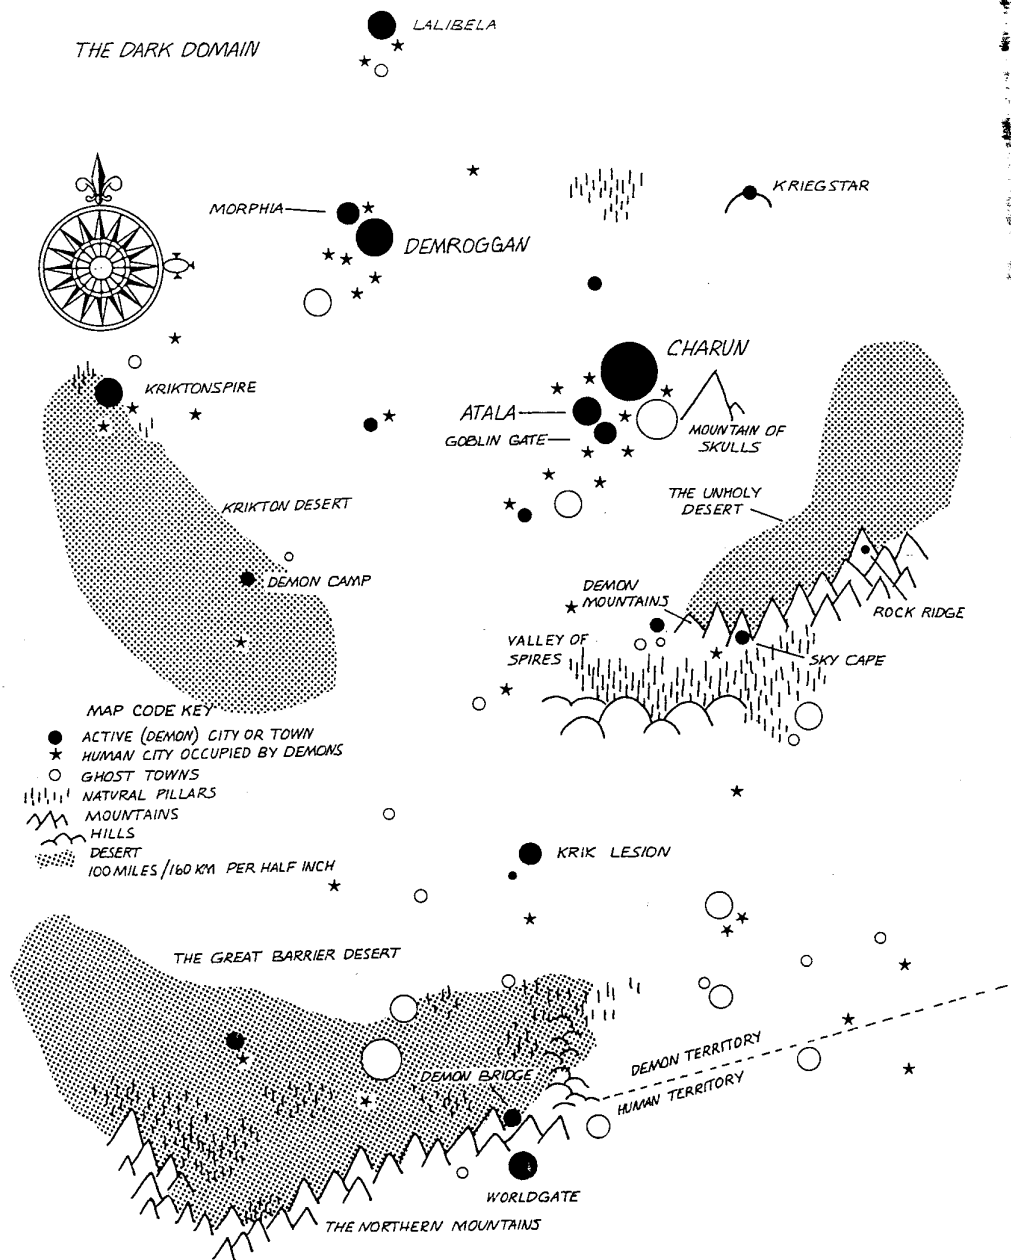 LALIBELA
THE DARK DOMAIN
KRIEGSTAR
MORPHIA
DEMROGGAN
CHARUN
KRIKTONSPIRE
ATALA
GOBLIN GATE
MOUNTAIN OF
SKULLS
KRIKTON DESERT
THE UNHOLY
DESERT
DEMON CAMP
DEMON
MOUNTAINS
ROCK RIDGE
VALLEY OF
SPIRES
SKY CAPE
MAP CODE KEY
ACTIVE (DEMON) CITY OR TOWN
HUMAN CITY OCCUPIED BY DEMONS
GHOST TOWNS
NATURAL PILLARS
MOUNTAINS
HILLS
DESERT
100 MILES/160 KM PER HALF INCH
KRIK LESION
THE GREAT BARRIER DESERT
DEMON TERRITORY
DEMON BRIDGE
HUMAN TERRITORY
WORLDGATE
THE NORTHERN MOUNTAINS